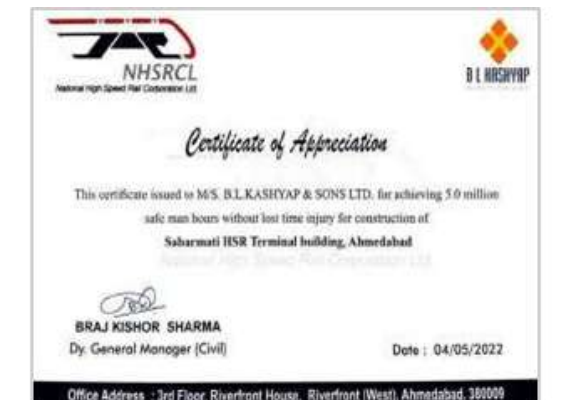 NHSRCL
National High Speed Rail Corporation Ltd
B L KASHYAP
Certificate of Appreciation
This certificate issued to M/S. B.L.KASHYAP & SONS LTD. for achieving 5.0 million
safe man hours without lost time injury for construction of
Sabarmati HSR Terminal building, Ahmedabad
National High Speed Rail Corporation Ltd
BRAJ KISHOR SHARMA
Dy. General Manager (Civil)
Date : 04/05/2022
Office Address : 3rd Floor, Riverfront House, Riverfront (West), Ahmedabad, 380009